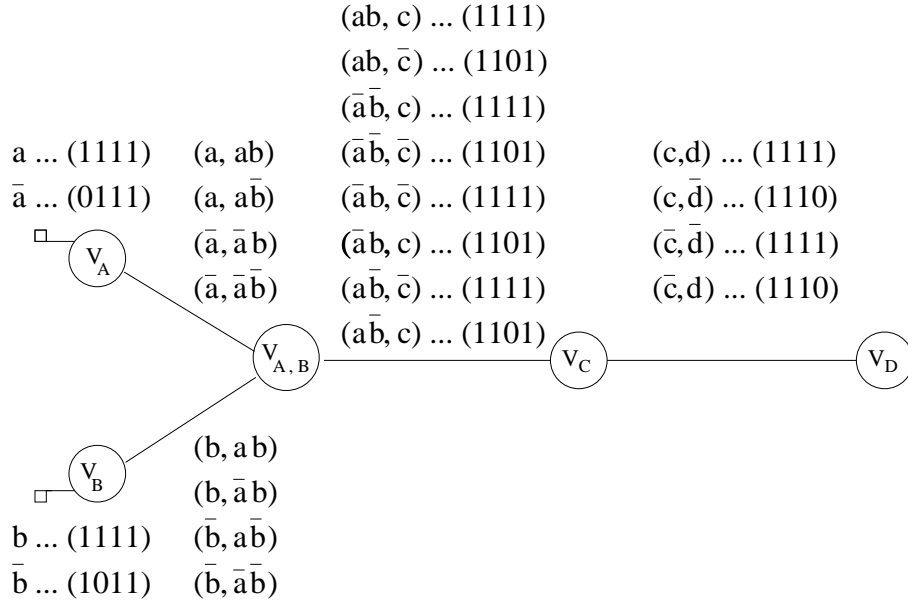 (ab, c) ... (1111)
(ab, c̄) ... (1101)
(āb̄, c) ... (1111)
(āb̄, c̄) ... (1101)
(āb, c̄) ... (1111)
(āb, c) ... (1101)
(ab̄, c̄) ... (1111)
(ab̄, c) ... (1101)
a ... (1111)
ā ... (0111)
(a, ab)
(a, ab̄)
(ā, āb)
(ā, āb̄)
(c,d) ... (1111)
(c,d̄) ... (1110)
(c̄,d̄) ... (1111)
(c̄,d) ... (1110)
V_A
V_A,B
V_C
V_D
V_B
(b, ab)
(b, āb)
(b̄, ab̄)
(b̄, āb̄)
b ... (1111)
b̄ ... (1011)